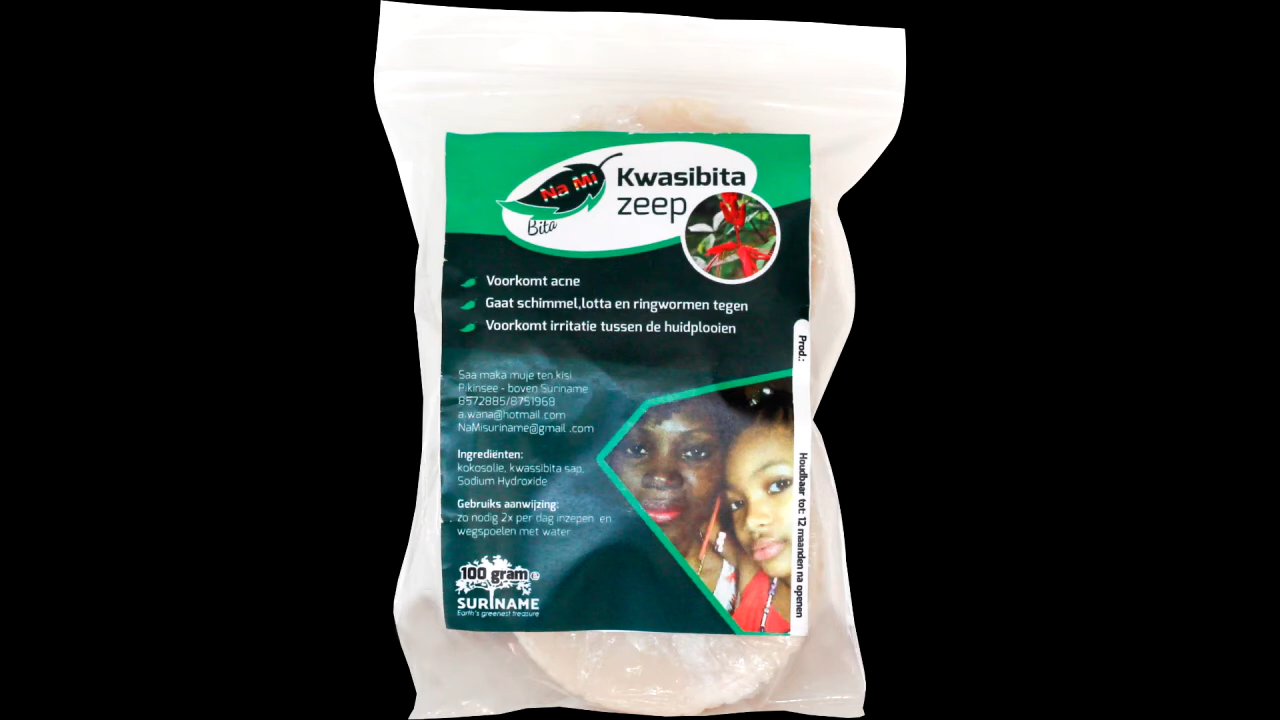 Na Mi
Bita
Kwasibita
zeep
Voorkomt acne
Gaat schimmel,lotta en ringwormen tegen
Voorkomt irritatie tussen de huidplooien
Saa maka muje ten kisi
Pikinsee - boven Suriname
8572885/8751968
a.wana@hotmail.com
NaMisuriname@gmail .com
Ingrediënten:
kokosolie, kwassibita sap,
Sodium Hydroxide
Gebruiks aanwijzing:
zo nodig 2x per dag inzepen en
wegspoelen met water
100 gram
SURINAME
Earth's greenest treasure
Prod.:
Houdbaar tot: 12 maanden na openen